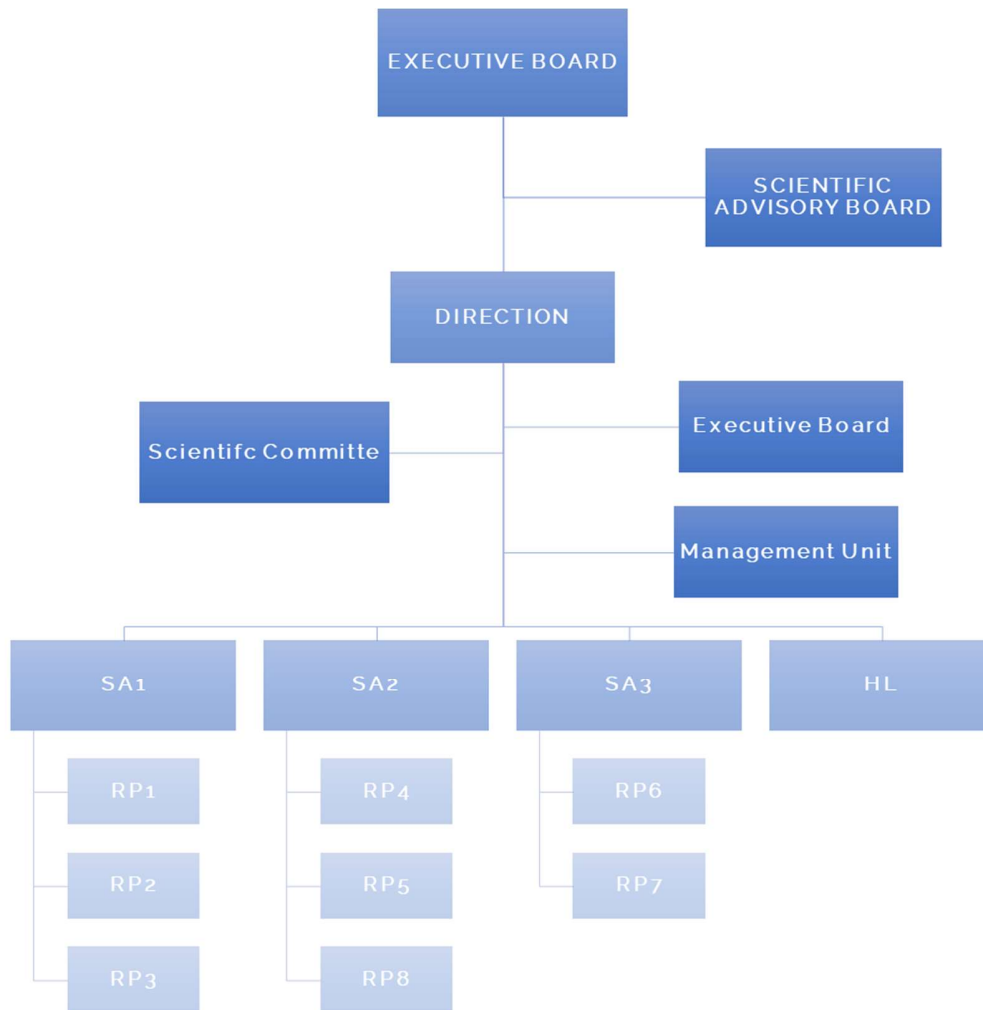 EXECUTIVE BOARD
SCIENTIFIC
ADVISORY BOARD
DIRECTION
Scientifc Committe
Executive Board
Management Unit
SA1
SA2
SA3
HL
RP1
RP4
RP6
RP2
RP5
RP7
RP3
RP8